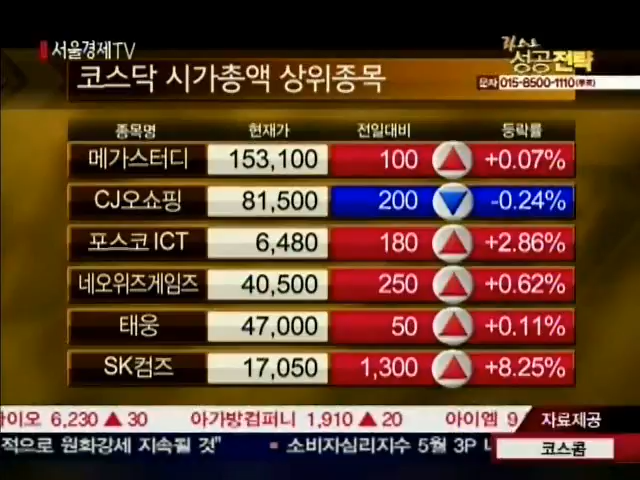 서울경제TV
성공전략
문자 015-8500-1110(무료)
코스닥 시가총액 상위종목
종목명 현재가 전일대비 등락률
메가스터디 153,100 100 ▲ +0.07%
CJ오쇼핑 81,500 200 ▼ -0.24%
포스코 ICT 6,480 180 ▲ +2.86%
네오위즈게임즈 40,500 250 ▲ +0.62%
태웅 47,000 50 ▲ +0.11%
SK컴즈 17,050 1,300 ▲ +8.25%
바이오 6,230 ▲ 30 아가방컴퍼니 1,910 ▲ 20 아이엠 9
자료제공
적으로 원화강세 지속될 것" ▪ 소비자심리지수 5월 3P
코스콤